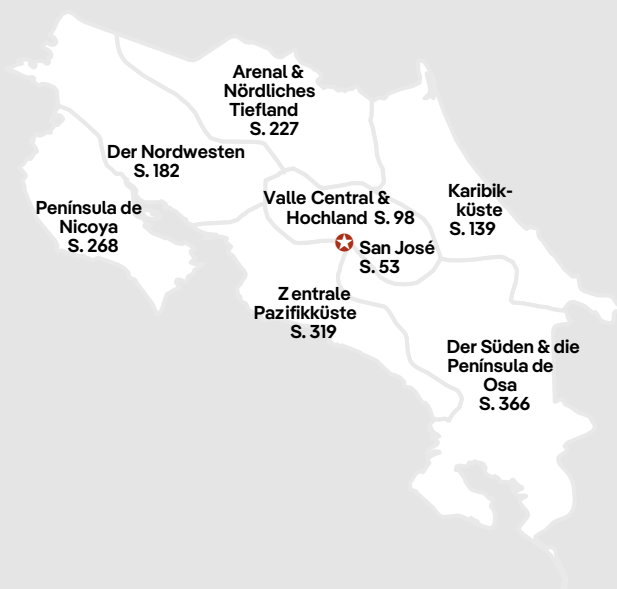 Arenal &
Nördliches
Tiefland
S. 227
Der Nordwesten
S. 182
Valle Central &
Hochland S. 98
Karibik-
küste
S. 139
Península de
Nicoya
S. 268
San José
S. 53
Zentrale
Pazifikküste
S. 319
Der Süden & die
Península de
Osa
S. 366